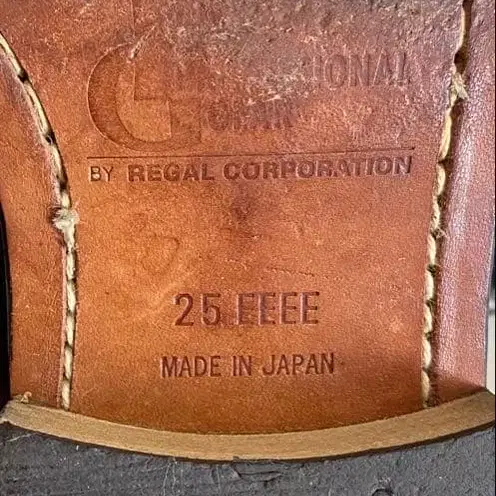 BY REGAL CORPORATION
25 EEEE
MADE IN JAPAN